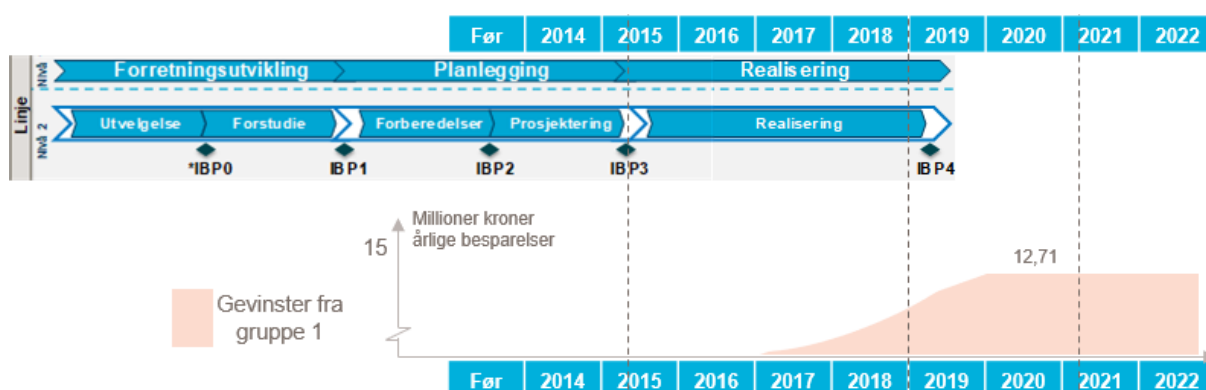 Før 2014 2015 2016 2017 2018 2019 2020 2021 2022
Linje
NIVÅ
Forretningsutvikling Planlegging Realisering
Nivå 2
Utvelgelse Forstudie Forberedelser Prosjektering Realisering
*IBP0 IBP1 IBP2 IBP3 IBP4
Millioner kroner
årlige besparelser
15
12,71
Gevinster fra
gruppe 1
Før 2014 2015 2016 2017 2018 2019 2020 2021 2022